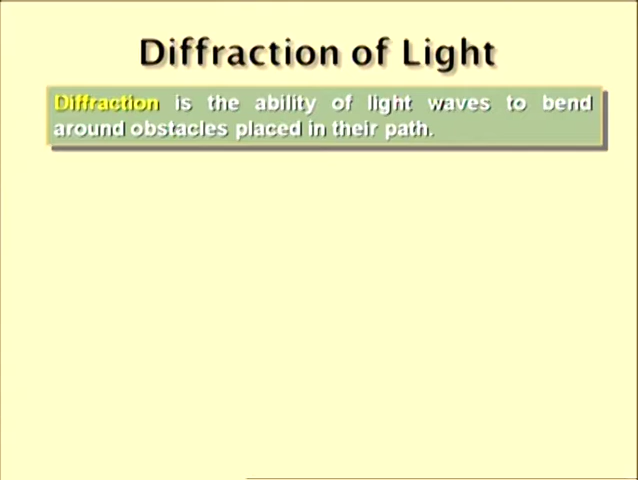 Diffraction of Light
Diffraction is the ability of light waves to bend
around obstacles placed in their path.